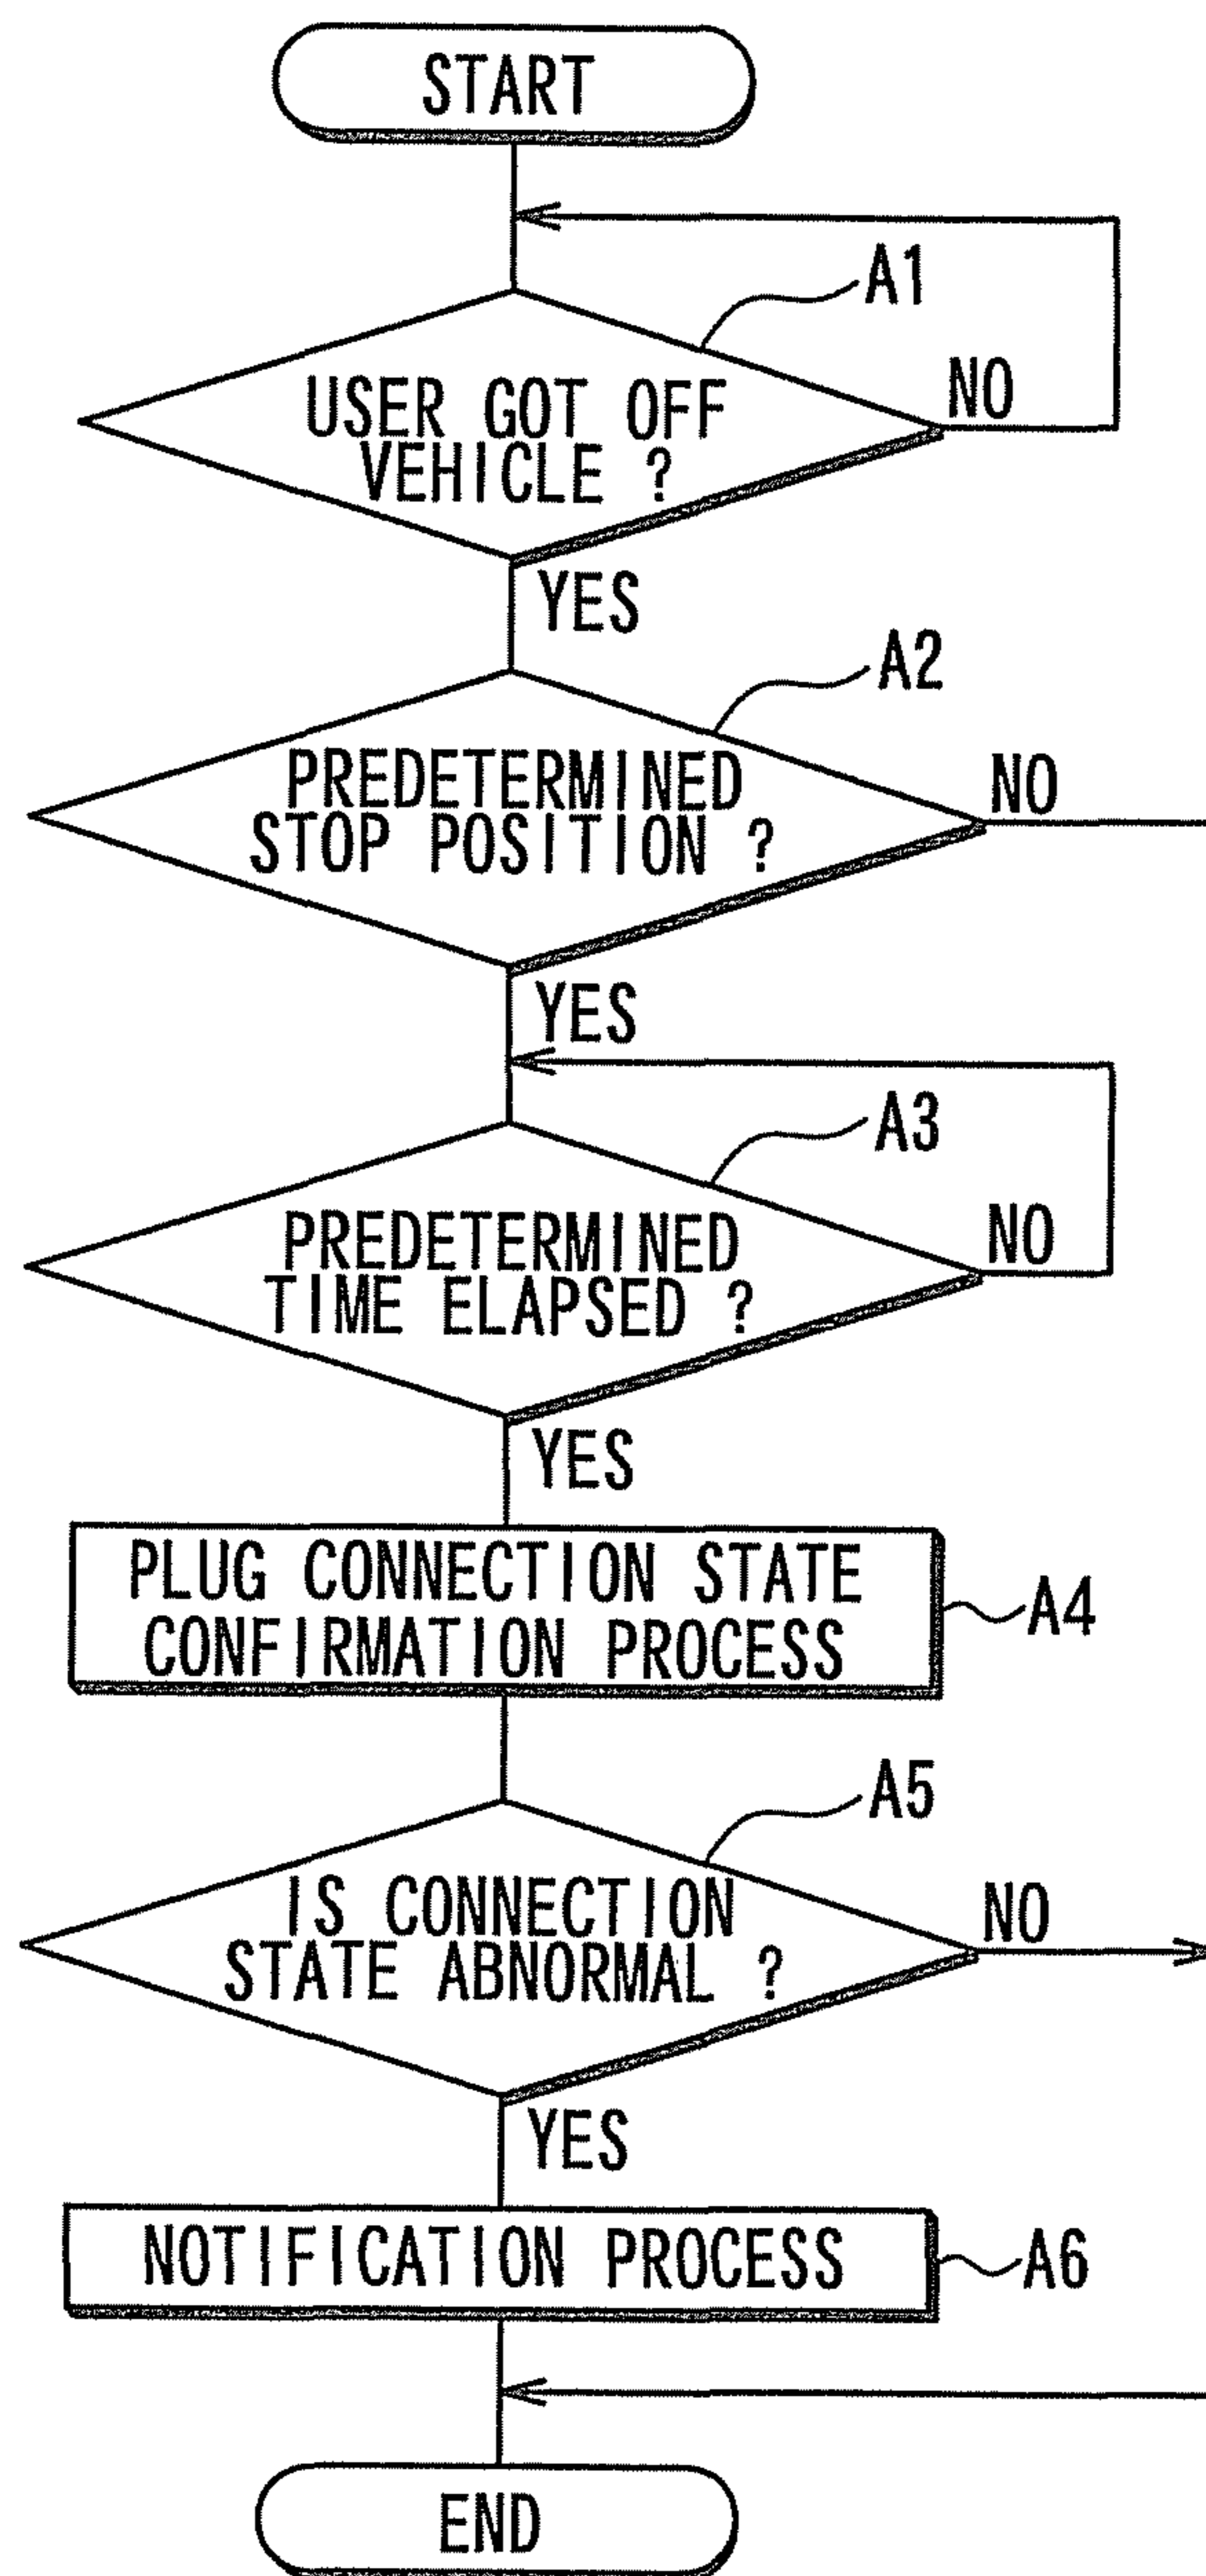 START
A1
USER GOT OFF
VEHICLE ?
NO
YES
A2
PREDETERMINED
STOP POSITION ?
NO
YES
A3
PREDETERMINED
TIME ELAPSED ?
NO
YES
PLUG CONNECTION STATE
CONFIRMATION PROCESS
A4
A5
IS CONNECTION
STATE ABNORMAL ?
NO
YES
NOTIFICATION PROCESS
A6
END